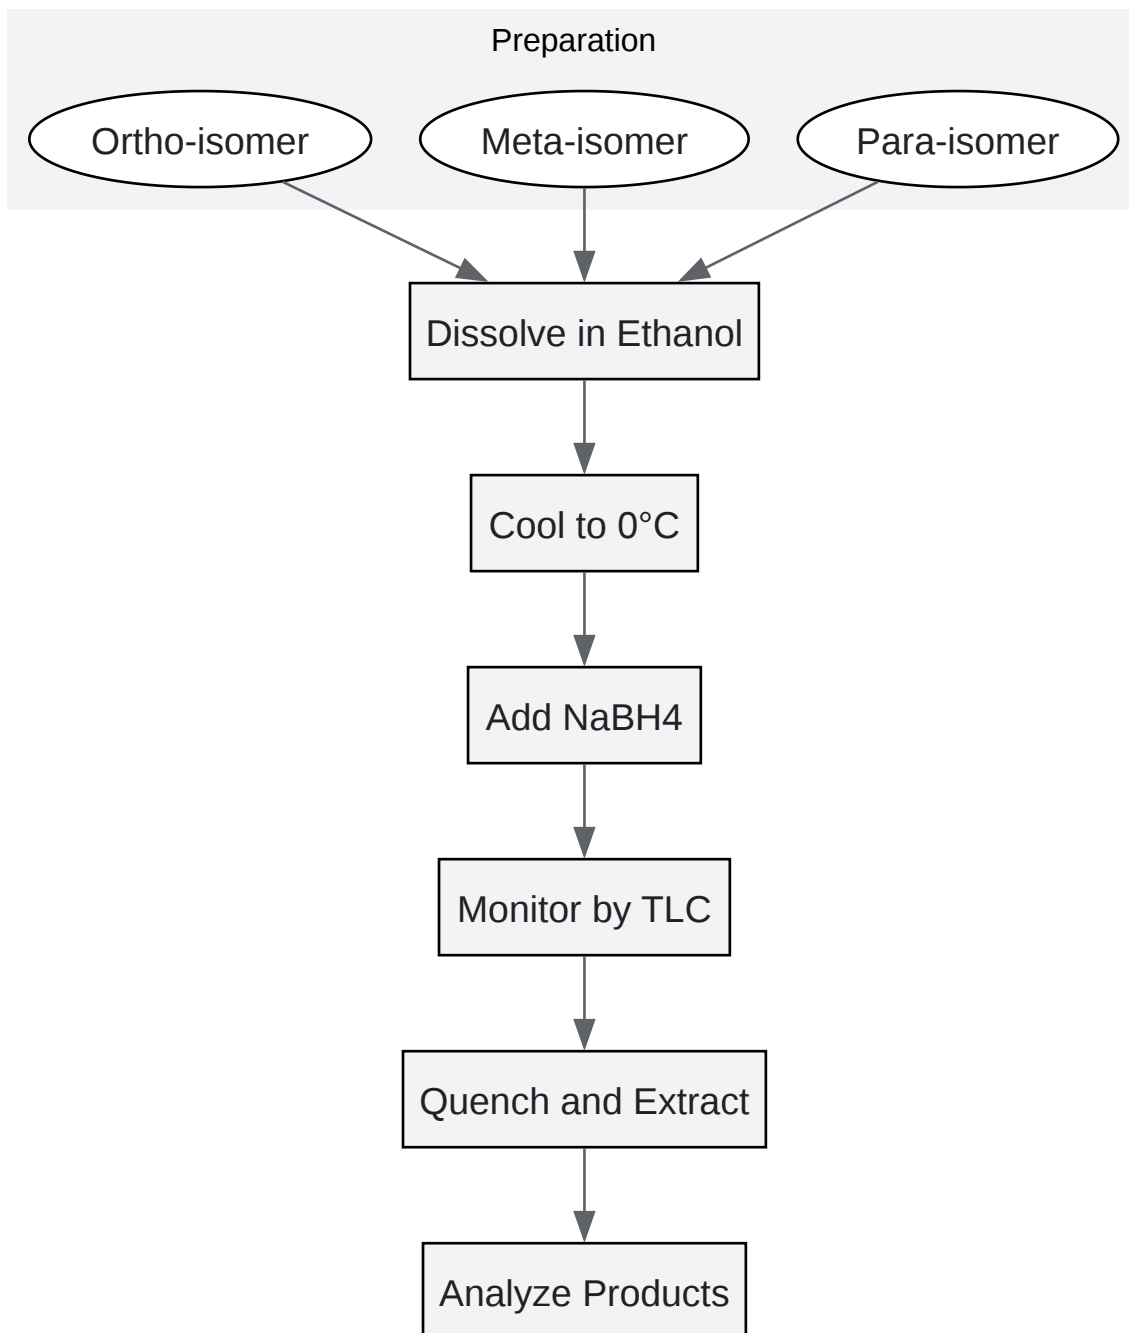 Preparation
Ortho-isomer
Meta-isomer
Para-isomer
Dissolve in Ethanol
Cool to 0°C
Add NaBH4
Monitor by TLC
Quench and Extract
Analyze Products